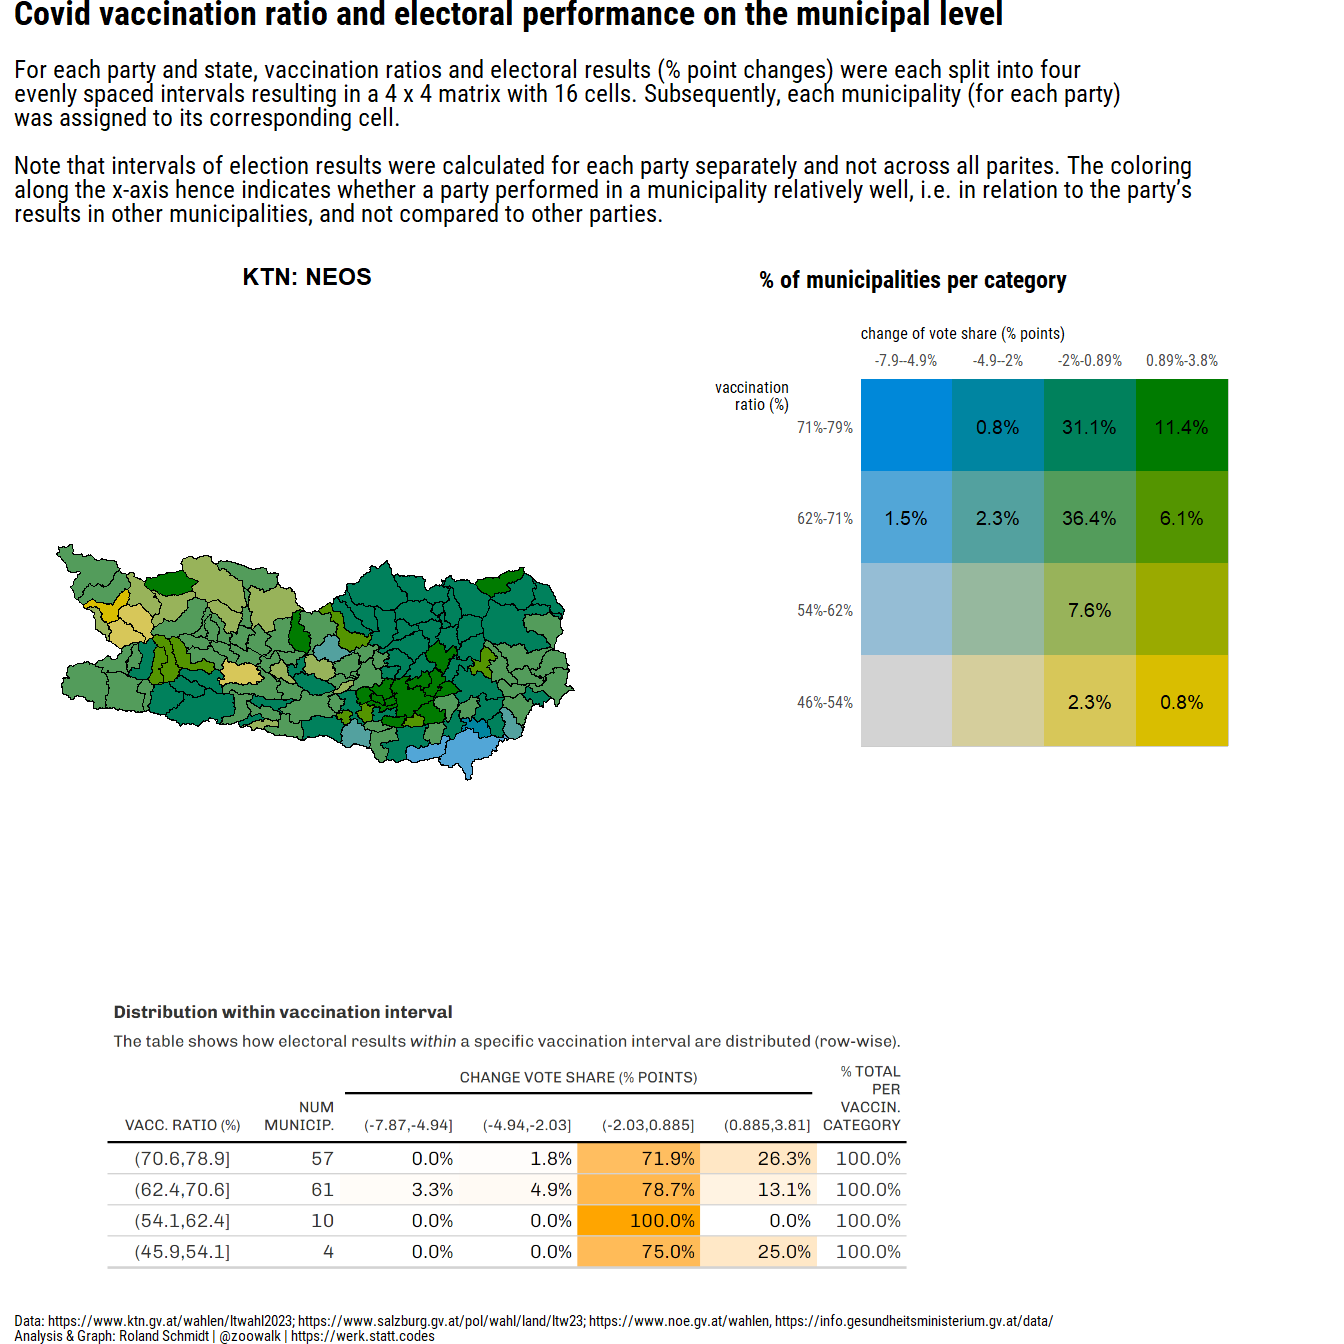 Covid vaccination ratio and electoral performance on the municipal level
For each party and state, vaccination ratios and electoral results (% point changes) were each split into four
evenly spaced intervals resulting in a 4 x 4 matrix with 16 cells. Subsequently, each municipality (for each party)
was assigned to its corresponding cell.
Note that intervals of election results were calculated for each party separately and not across all parites. The coloring
along the x-axis hence indicates whether a party performed in a municipality relatively well, i.e. in relation to the party's
results in other municipalities, and not compared to other parties.
KTN: NEOS
% of municipalities per category
change of vote share (% points)
-7.9--4.9% -4.9--2% -2%-0.89% 0.89%-3.8%
vaccination
ratio (%)
71%-79% 0.8% 31.1% 11.4%
62%-71% 1.5% 2.3% 36.4% 6.1%
54%-62% 7.6%
46%-54% 2.3% 0.8%
Distribution within vaccination interval
The table shows how electoral results within a specific vaccination interval are distributed (row-wise).
CHANGE VOTE SHARE (% POINTS)
% TOTAL
PER
VACCIN.
CATEGORY
NUM
MUNICIP.
VACC. RATIO (%) (-7.87,-4.94] (-4.94,-2.03] (-2.03,0.885] (0.885,3.81]
(70.6,78.9] 57 0.0% 1.8% 71.9% 26.3% 100.0%
(62.4,70.6] 61 3.3% 4.9% 78.7% 13.1% 100.0%
(54.1,62.4] 10 0.0% 0.0% 100.0% 0.0% 100.0%
(45.9,54.1] 4 0.0% 0.0% 75.0% 25.0% 100.0%
Data: https://www.ktn.gv.at/wahlen/ltwahl2023; https://www.salzburg.gv.at/pol/wahl/land/ltw23; https://www.noe.gv.at/wahlen, https://info.gesundheitsministerium.gv.at/data/
Analysis & Graph: Roland Schmidt | @zoowalk | https://werk.statt.codes